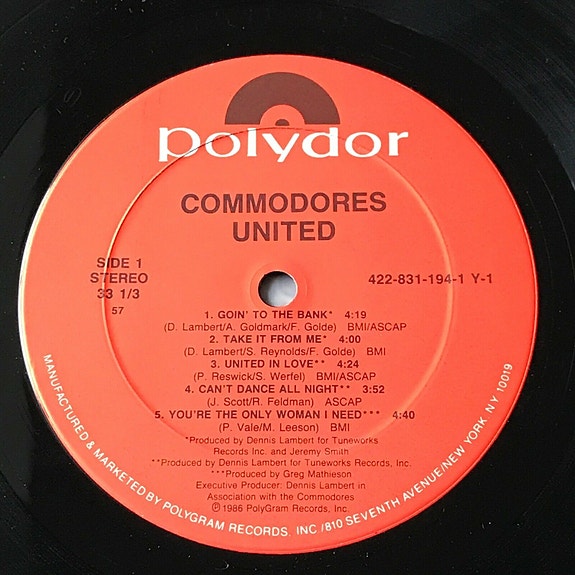 polydor
COMMODORES
UNITED
SIDE 1
STEREO
33 1/3
57
422-831-194-1 Y-1
1. GOIN' TO THE BANK* 4:19
(D. Lambert/A. Goldmark/F. Golde) BMI/ASCAP
2. TAKE IT FROM ME* 4:00
(D. Lambert/S. Reynolds/F. Golde) BMI
3. UNITED IN LOVE** 4:24
(P. Reswick/S. Werfel) BMI/ASCAP
4. CAN'T DANCE ALL NIGHT** 3:52
(J. Scott/R. Feldman) ASCAP
5. YOU'RE THE ONLY WOMAN I NEED*** 4:40
(P. Vale/M. Leeson) BMI
*Produced by Dennis Lambert for Tuneworks
Records Inc. and Jeremy Smith
**Produced by Dennis Lambert for Tuneworks Records, Inc.
***Produced by Greg Mathieson
Executive Producer: Dennis Lambert in
Association with the Commodores
℗1986 PolyGram Records, Inc.
MANUFACTURED & MARKETED BY POLYGRAM RECORDS, INC /810 SEVENTH AVENUE/NEW YORK NY 10019